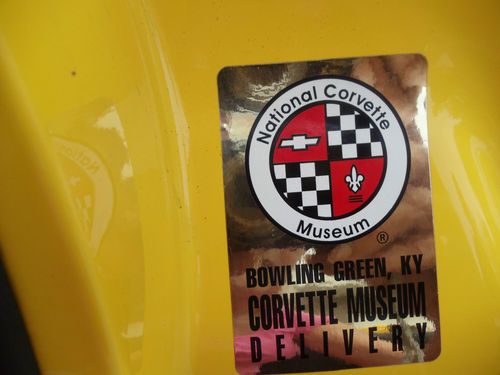 National Corvette
Museum
®
BOWLING GREEN, KY
CORVETTE MUSEUM
DELIVERY